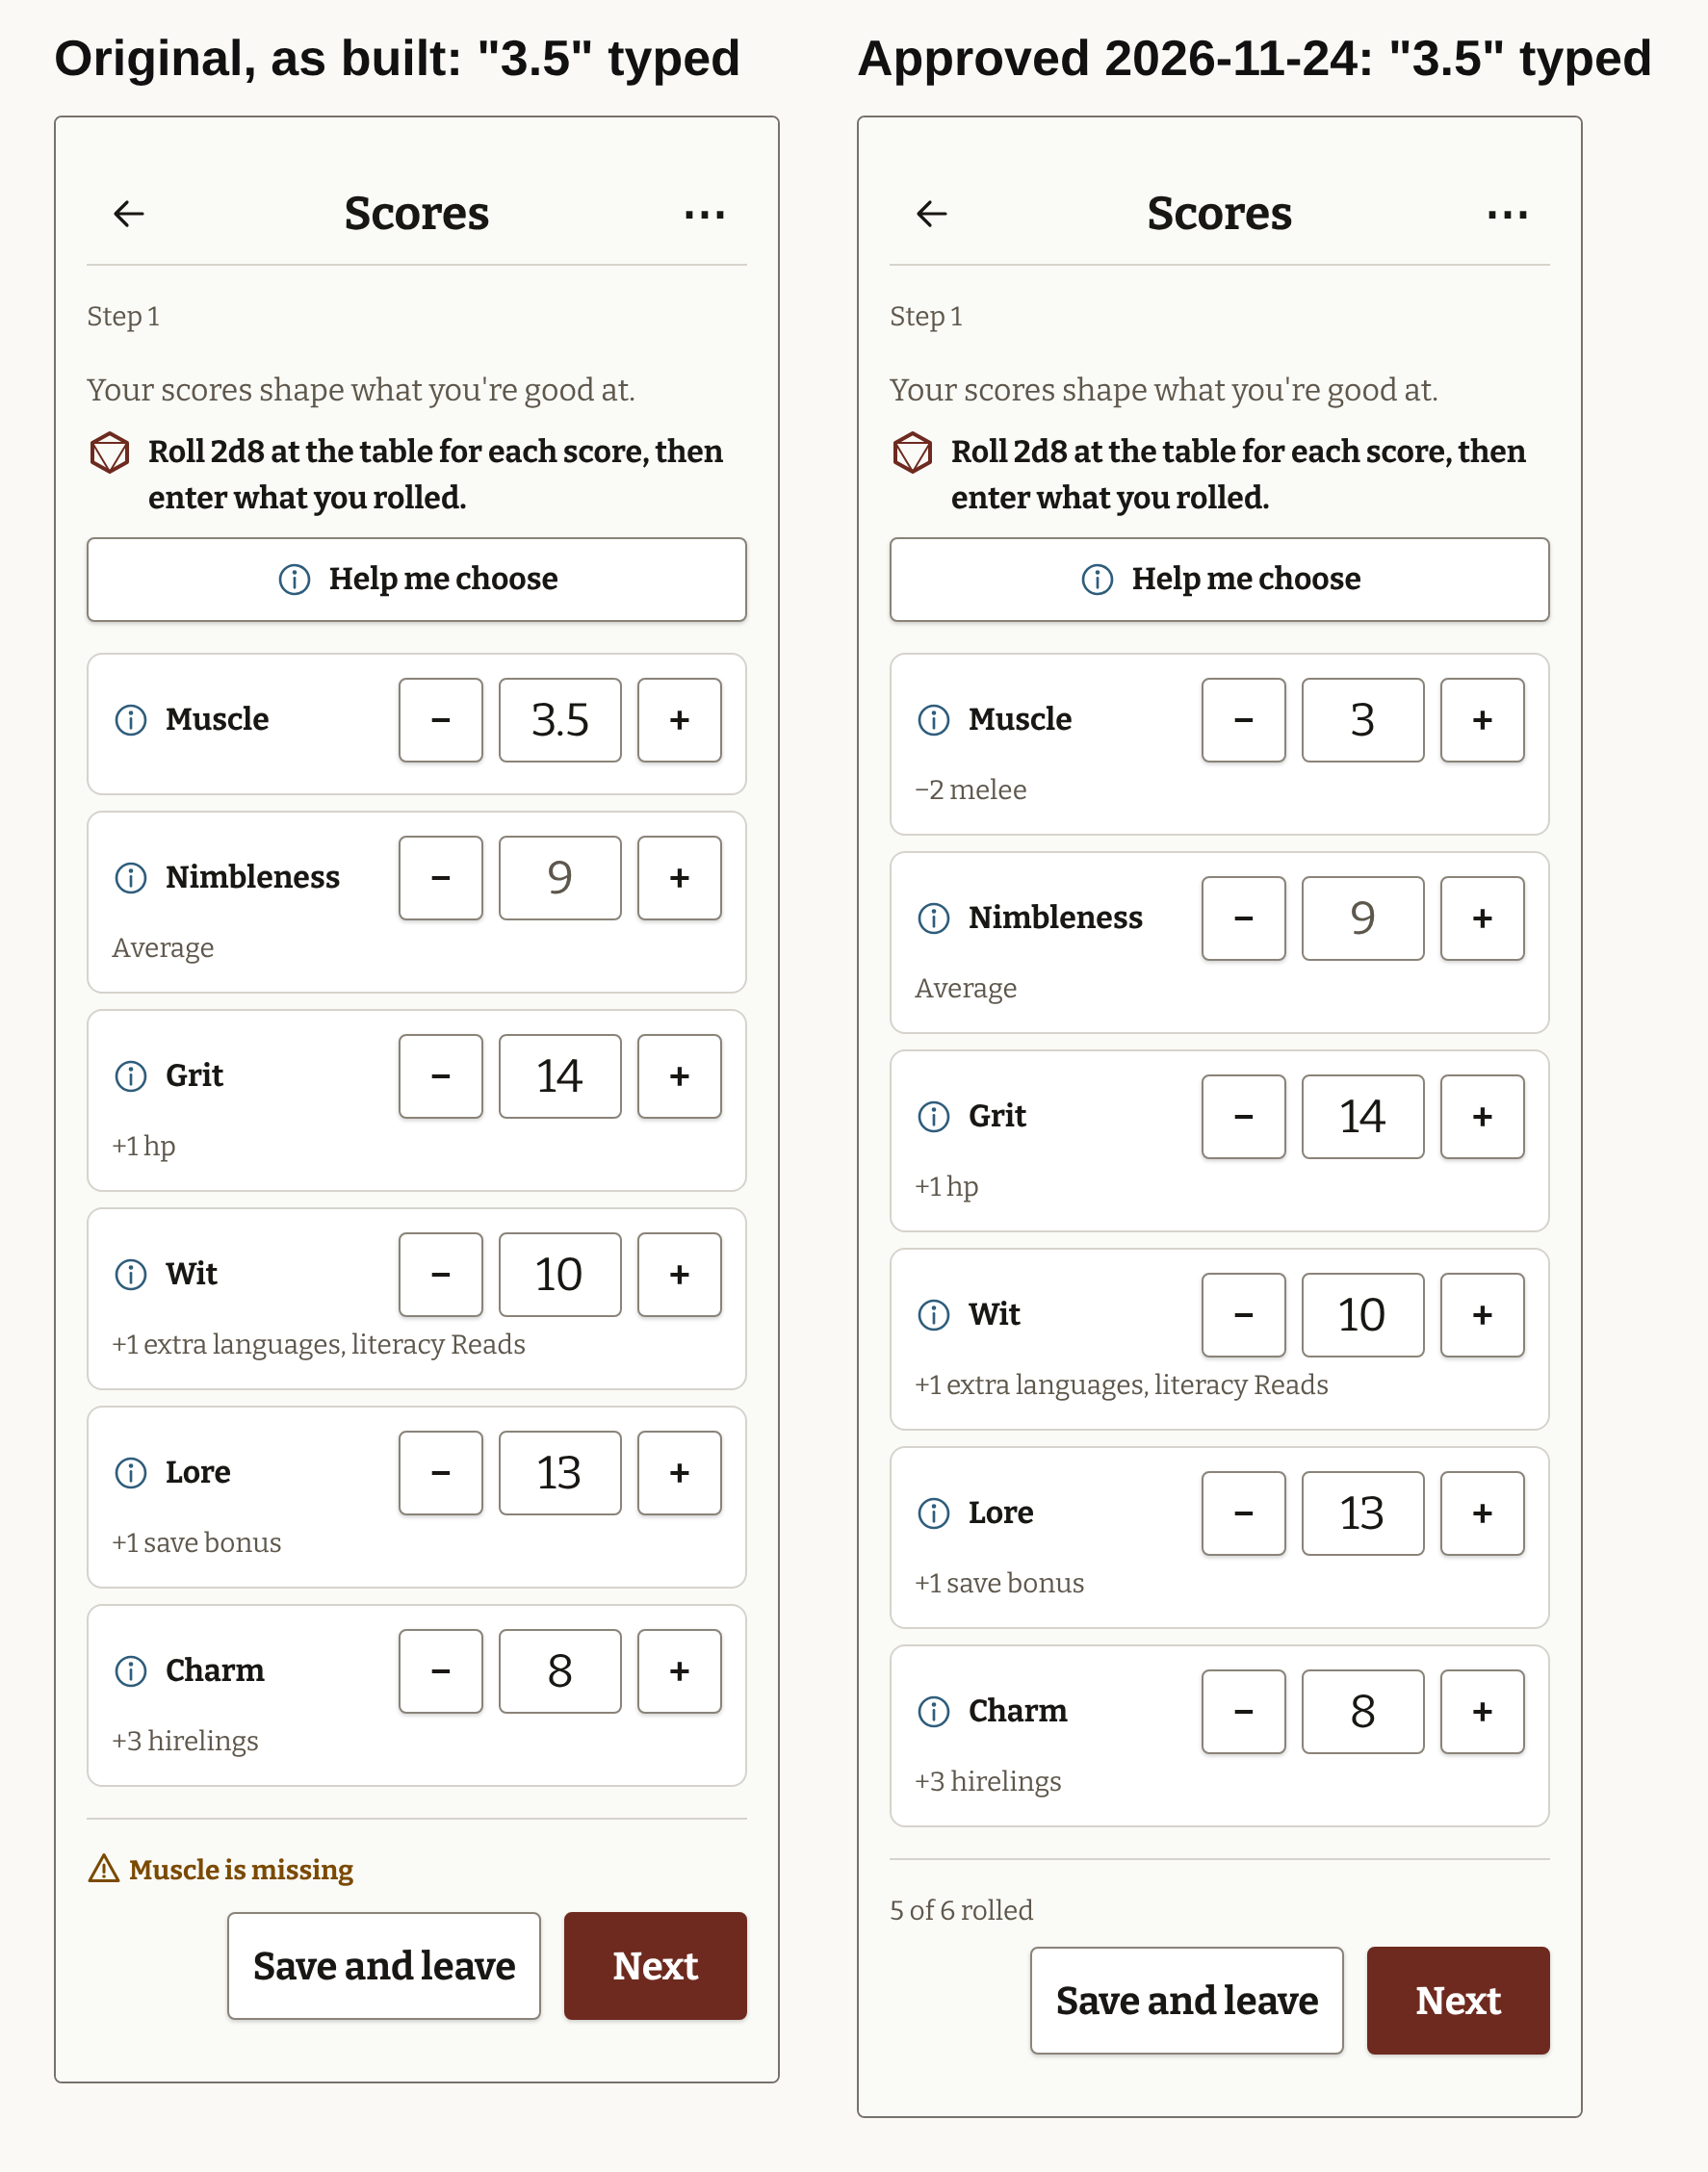 Original, as built: "3.5" typed
Scores
Step 1
Your scores shape what you're good at.
Roll 2d8 at the table for each score, then
enter what you rolled.
Help me choose
Muscle − 3.5 +
Nimbleness − 9 +
Average
Grit − 14 +
+1 hp
Wit − 10 +
+1 extra languages, literacy Reads
Lore − 13 +
+1 save bonus
Charm − 8 +
+3 hirelings
Muscle is missing
Save and leave Next
Approved 2026-11-24: "3.5" typed
Scores
Step 1
Your scores shape what you're good at.
Roll 2d8 at the table for each score, then
enter what you rolled.
Help me choose
Muscle − 3 +
−2 melee
Nimbleness − 9 +
Average
Grit − 14 +
+1 hp
Wit − 10 +
+1 extra languages, literacy Reads
Lore − 13 +
+1 save bonus
Charm − 8 +
+3 hirelings
5 of 6 rolled
Save and leave Next